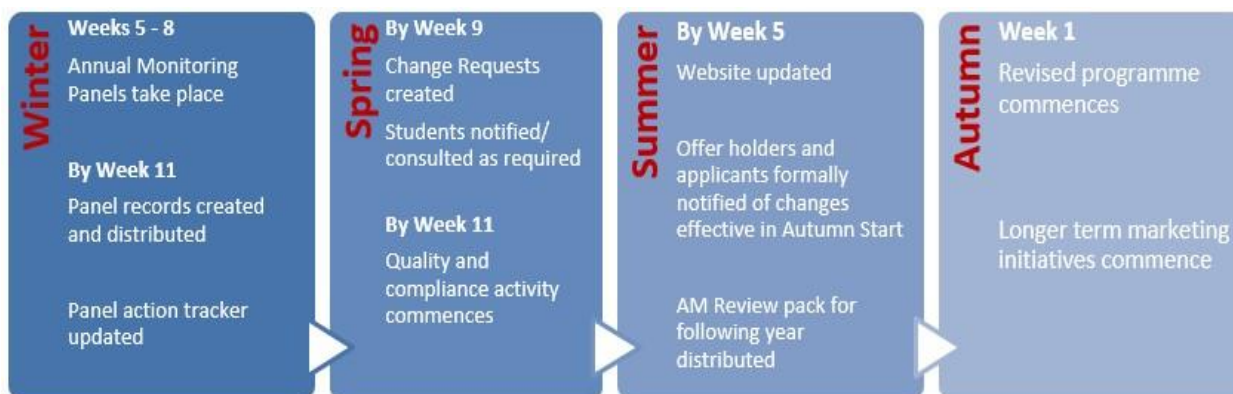 Winter
Weeks 5 - 8
Annual Monitoring
Panels take place
By Week 11
Panel records created
and distributed
Panel action tracker
updated
Spring
By Week 9
Change Requests
created
Students notified/
consulted as required
By Week 11
Quality and
compliance activity
commences
Summer
By Week 5
Website updated
Offer holders and
applicants formally
notified of changes
effective in Autumn Start
AM Review pack for
following year
distributed
Autumn
Week 1
Revised programme
commences
Longer term marketing
initiatives commence